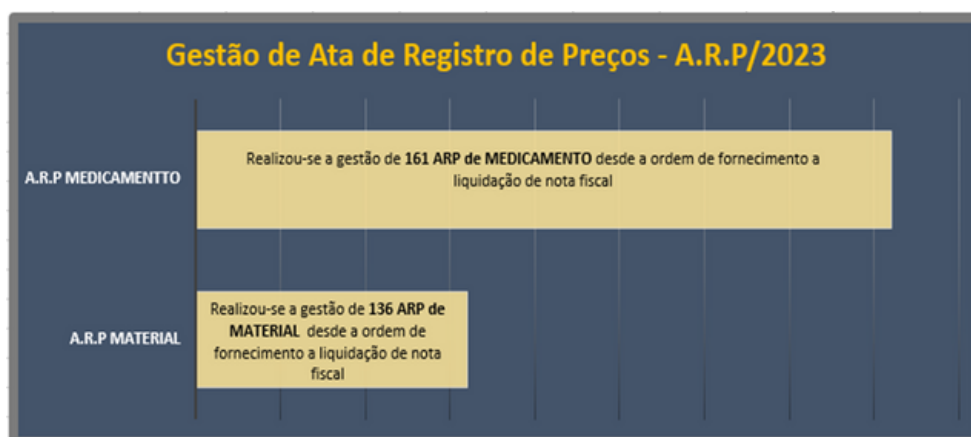 Gestão de Ata de Registro de Preços - A.R.P/2023
A.R.P MEDICAMENTTO
Realizou-se a gestão de 161 ARP de MEDICAMENTO desde a ordem de fornecimento a
liquidação de nota fiscal
A.R.P MATERIAL
Realizou-se a gestão de 136 ARP de
MATERIAL desde a ordem de
fornecimento a liquidação de nota
fiscal